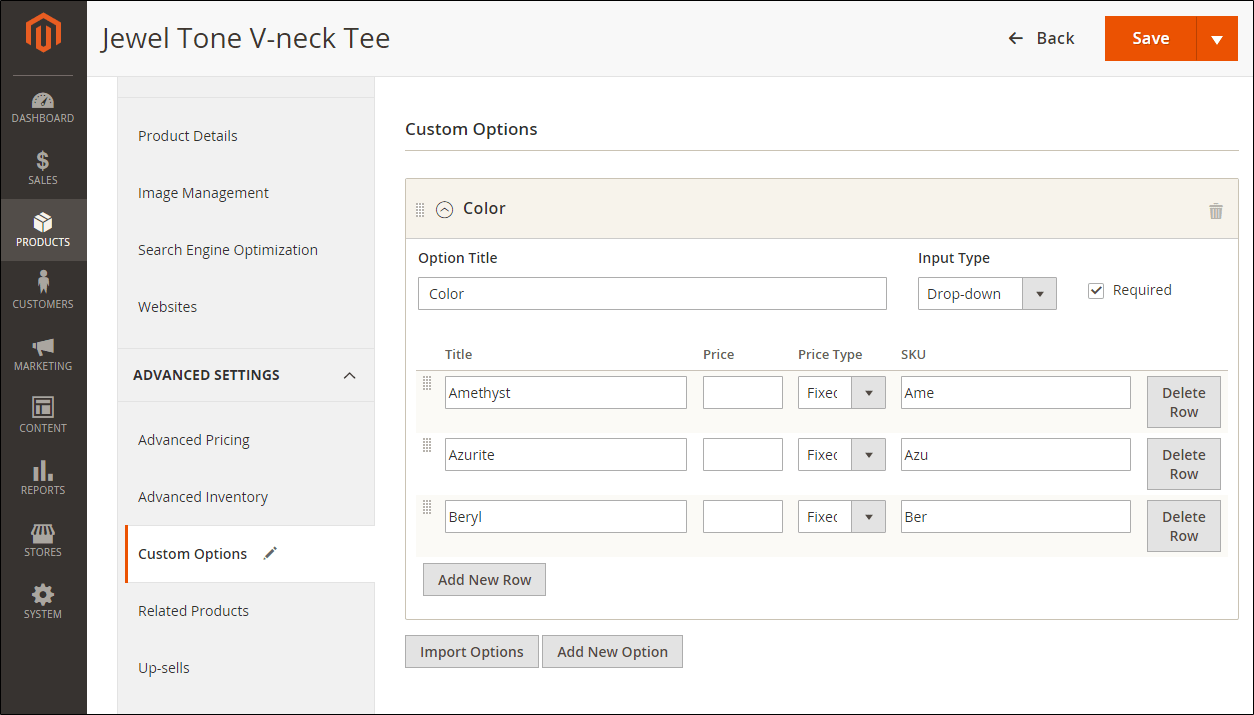 Jewel Tone V-neck Tee
Back
Save
DASHBOARD
SALES
PRODUCTS
CUSTOMERS
MARKETING
CONTENT
REPORTS
STORES
SYSTEM
Product Details
Image Management
Search Engine Optimization
Websites
ADVANCED SETTINGS
Advanced Pricing
Advanced Inventory
Custom Options
Related Products
Up-sells
Custom Options
Color
Option Title
Input Type
Color
Drop-down
Required
Title Price Price Type SKU
Amethyst Fixed Ame Delete Row
Azurite Fixed Azu Delete Row
Beryl Fixed Ber Delete Row
Add New Row
Import Options
Add New Option